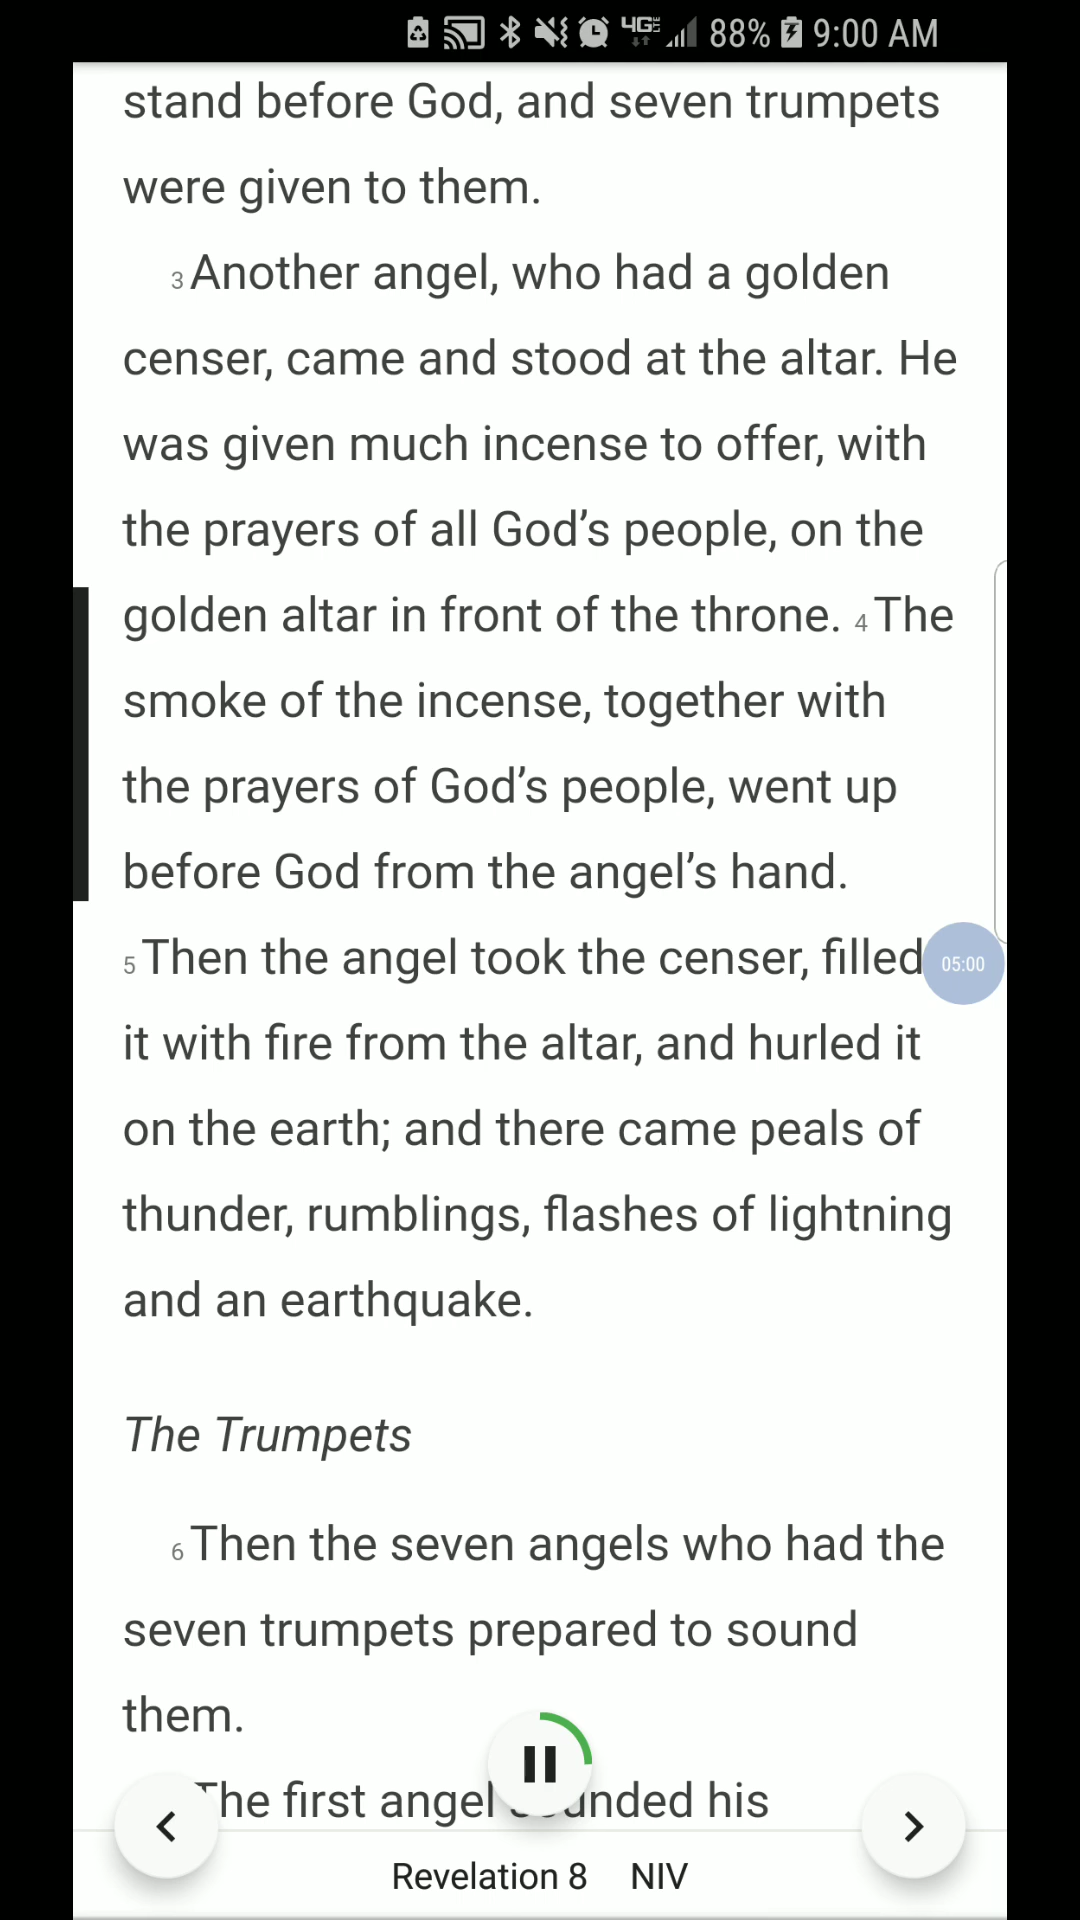 4G LTE 88% 9:00 AM
stand before God, and seven trumpets
were given to them.
3 Another angel, who had a golden
censer, came and stood at the altar. He
was given much incense to offer, with
the prayers of all God’s people, on the
golden altar in front of the throne. 4 The
smoke of the incense, together with
the prayers of God’s people, went up
before God from the angel’s hand.
5 Then the angel took the censer, filled
05:00
it with fire from the altar, and hurled it
on the earth; and there came peals of
thunder, rumblings, flashes of lightning
and an earthquake.
The Trumpets
6 Then the seven angels who had the
seven trumpets prepared to sound
them.
The first angel sounded his
Revelation 8 NIV